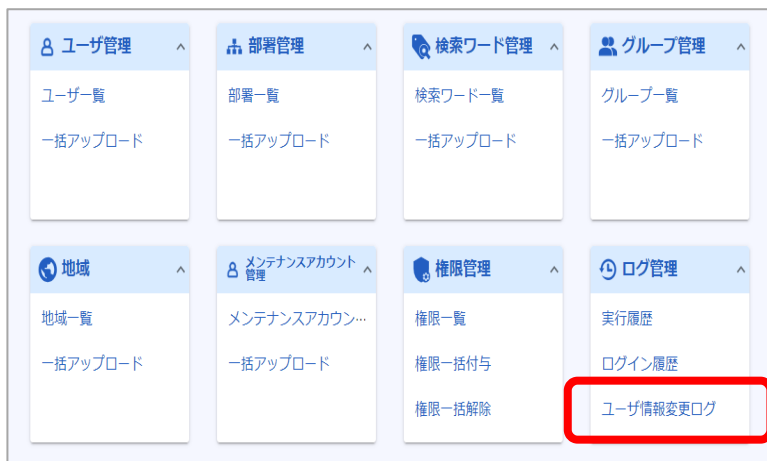 ユーザ管理
部署管理
検索ワード管理
グループ管理
ユーザー覧
部署一覧
検索ワード一覧
グループ一覧
一括アップロード
一括アップロード
一括アップロード
一括アップロード
地域
メンテナンスアカウント
管理
権限管理
ログ管理
地域一覧
メンテナンスアカウン…
権限一覧
実行履歴
一括アップロード
一括アップロード
権限一括付与
ログイン履歴
権限一括解除
ユーザ情報変更ログ